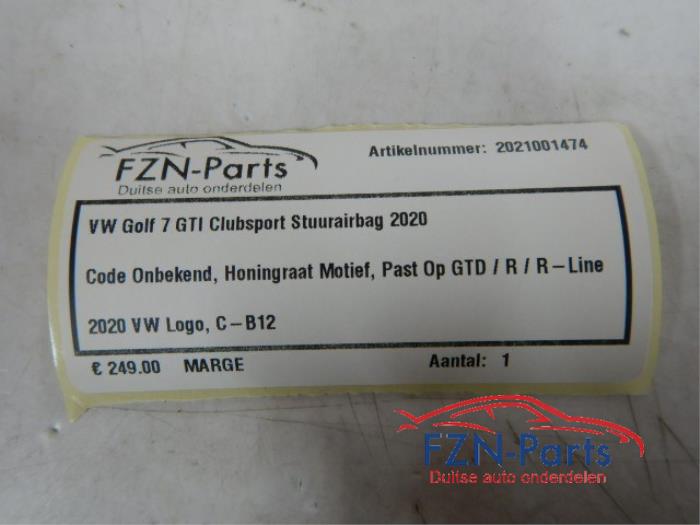 FZN-Parts
Duitse auto onderdelen
Artikelnummer: 2021001474
VW Golf 7 GTI Clubsport Stuurairbag 2020
Code Onbekend, Honingraat Motief, Past Op GTD / R / R-Line
2020 VW Logo, C-B12
€ 249.00 MARGE Aantal: 1
FZN-Parts
Duitse auto onderdelen